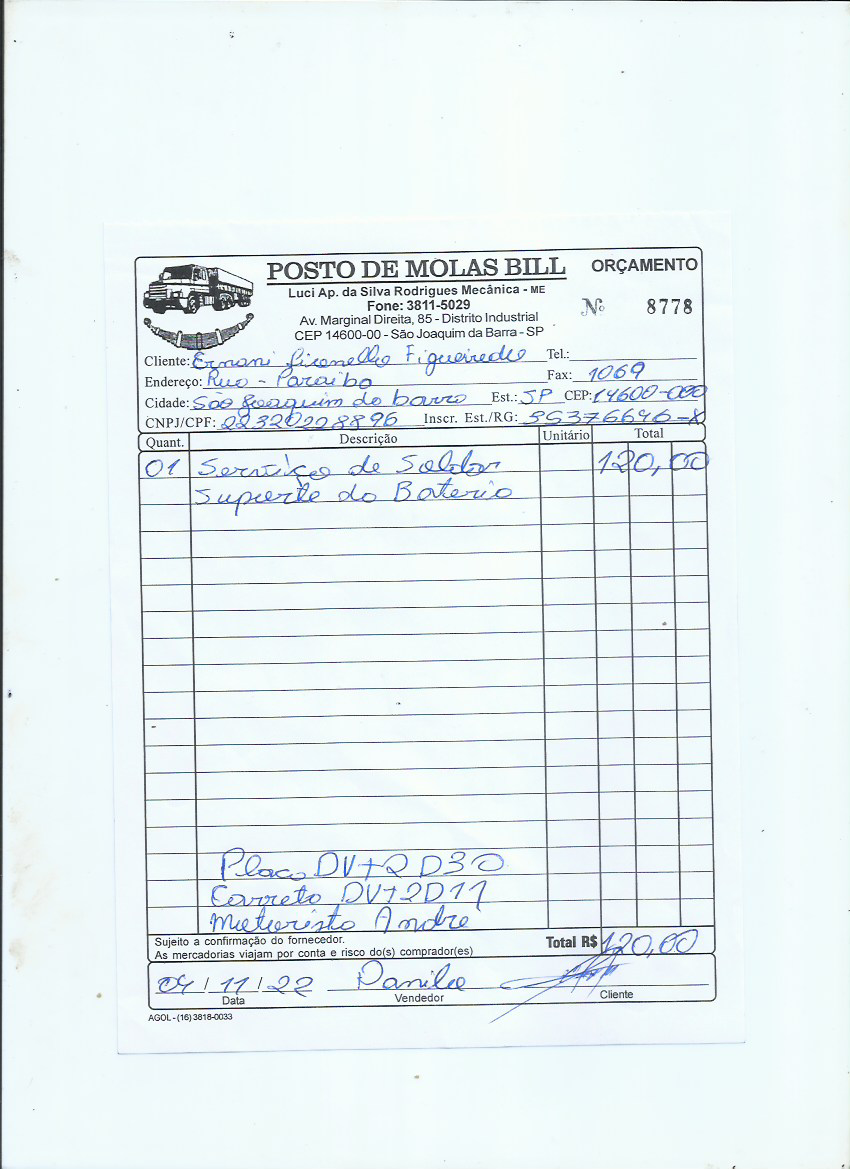 POSTO DE MOLAS BILL
ORÇAMENTO
Luci Ap. da Silva Rodrigues Mecânica - ME
Fone: 3811-5029
Nº 8778
Av. Marginal Direita, 85 - Distrito Industrial
CEP 14600-00 - São Joaquim da Barra - SP
Cliente: Ernani Figueiredo Tel.:
Endereço: Rua - Paraiba Fax: 1069
Cidade: São Joaquim da barra Est.: SP CEP: 14600-000
CNPJ/CPF: 22320228896 Inscr. Est./RG: 35376646-X
Quant. Descrição Unitário Total
01 Serviço de Soldar 120,00
Suporte da Bateria
Placa DVT2D30
Carreta DVT2D11
Motorista André
Sujeito a confirmação do fornecedor.
As mercadorias viajam por conta e risco do(s) comprador(es)
Total R$ 120,00
04 / 11 / 22 Danilo
Data Vendedor Cliente
AGOL - (16) 3818-0033